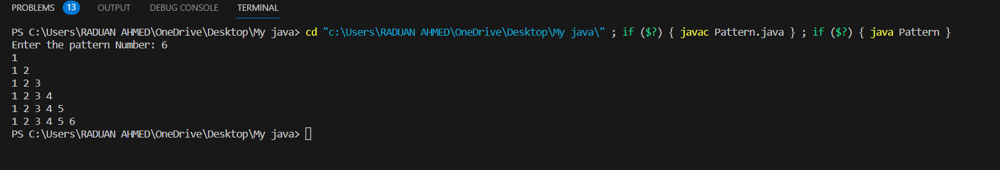 PROBLEMS 13 OUTPUT DEBUG CONSOLE TERMINAL
PS C:\Users\RADUAN AHMED\OneDrive\Desktop\My java> cd "c:\Users\RADUAN AHMED\OneDrive\Desktop\My java\" ; if ($?) { javac Pattern.java } ; if ($?) { java Pattern }
Enter the pattern Number: 6
1
1 2
1 2 3
1 2 3 4
1 2 3 4 5
1 2 3 4 5 6
PS C:\Users\RADUAN AHMED\OneDrive\Desktop\My java>